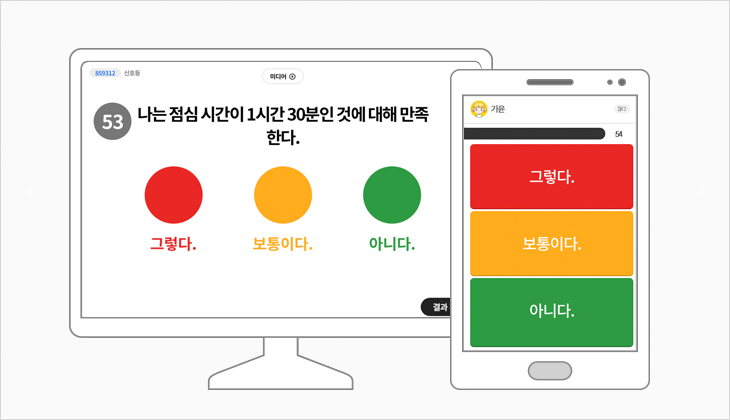 859312 신호등
미디어
53
나는 점심 시간이 1시간 30분인 것에 대해 만족
한다.
그렇다.
보통이다.
아니다.
결과
가윤
54
그렇다.
보통이다.
아니다.